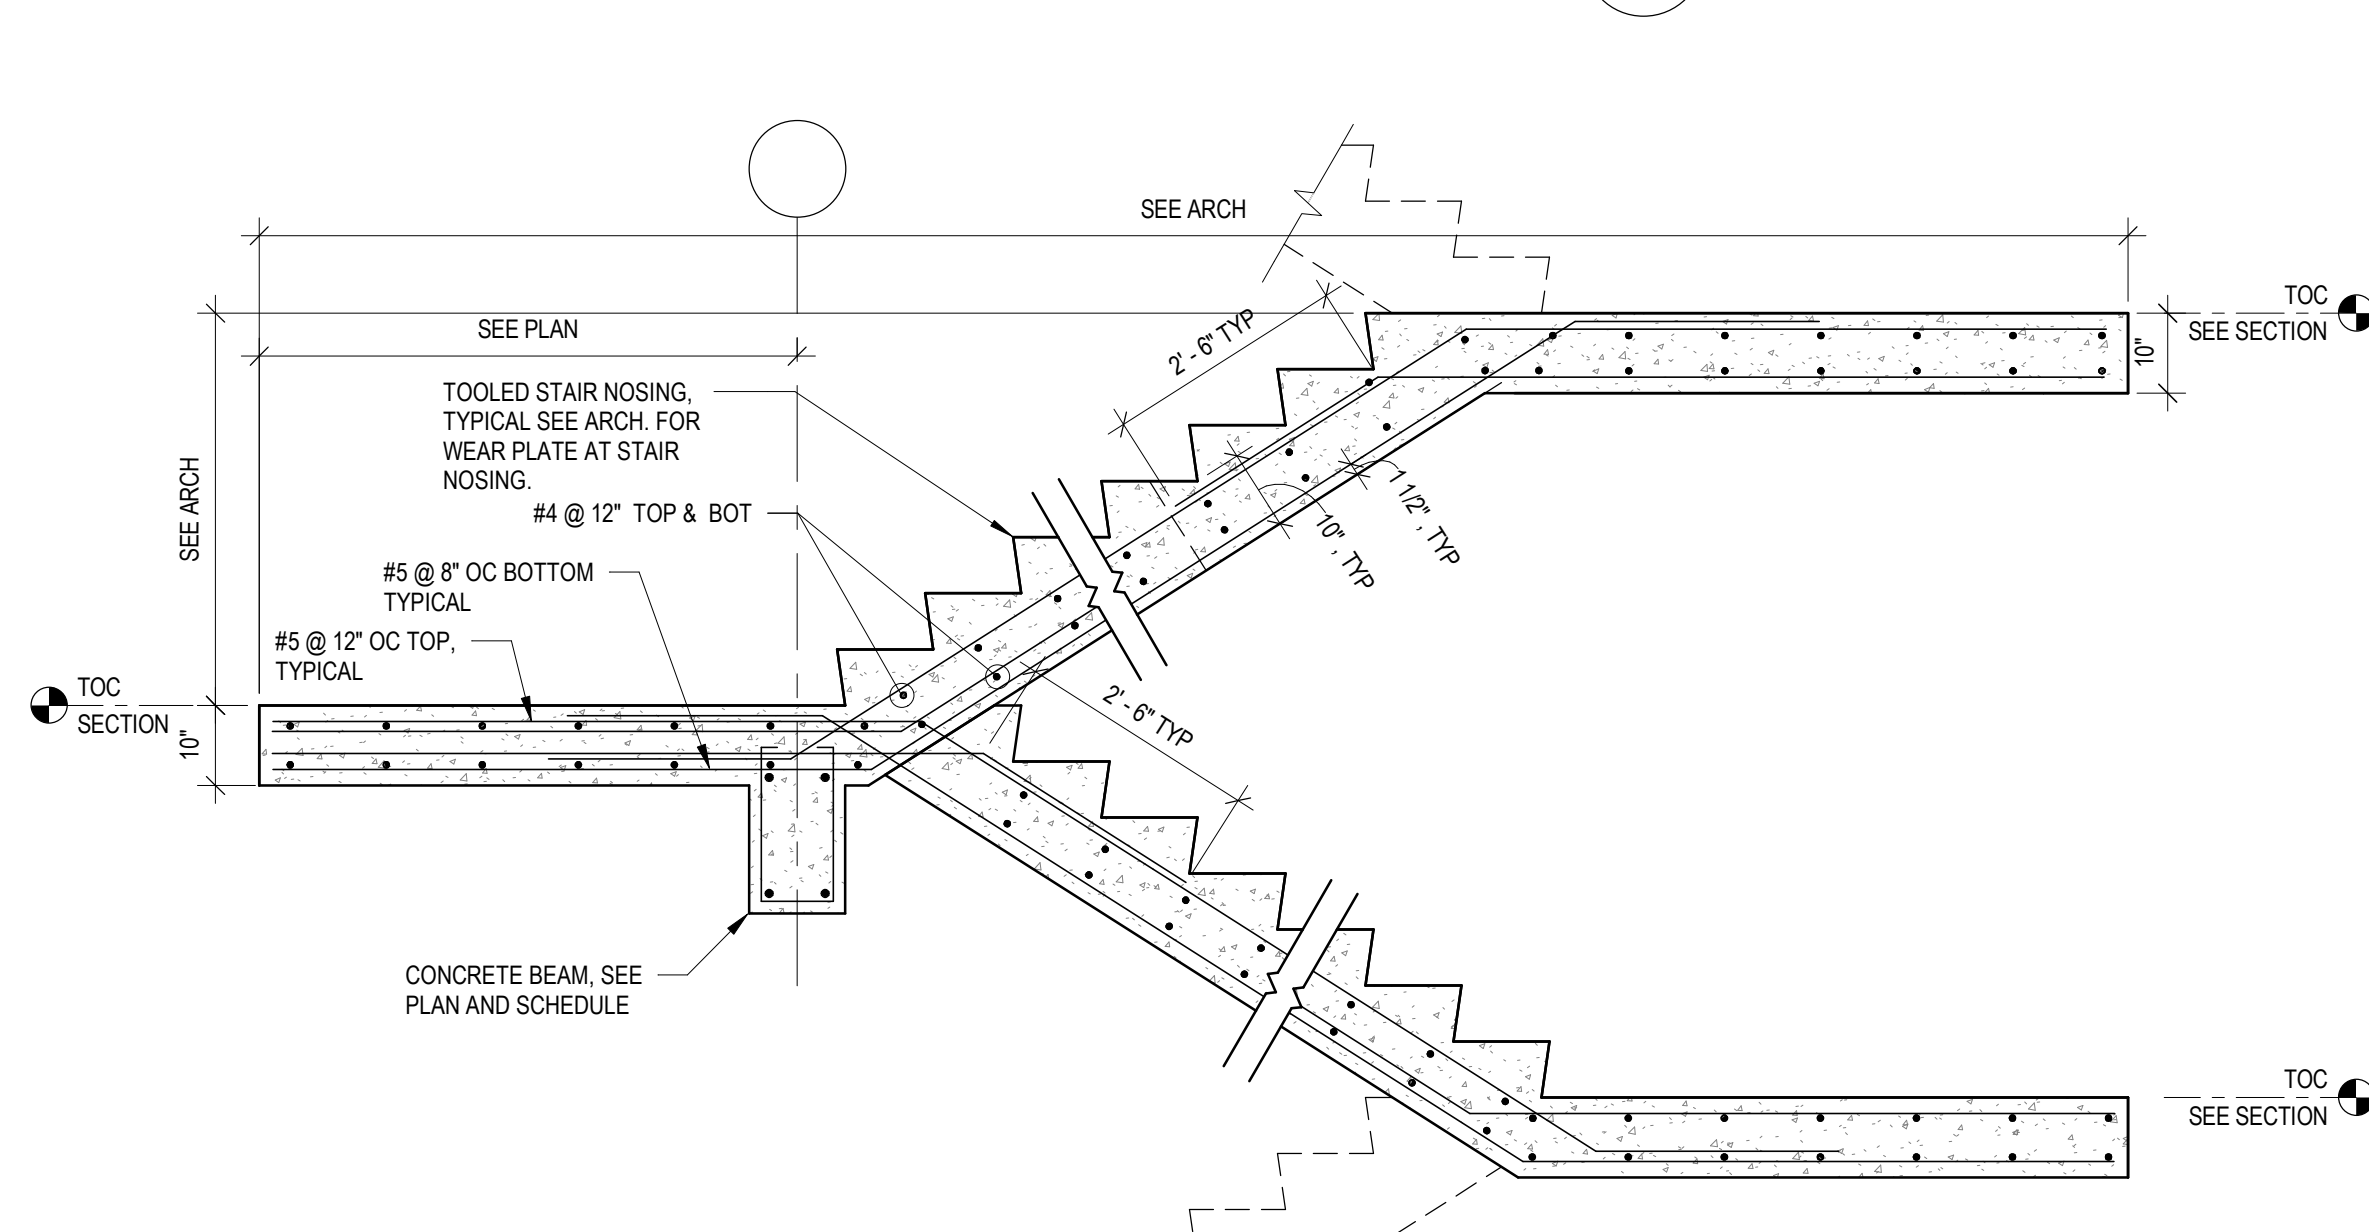 SEE ARCH
TOC
SEE SECTION
10"
SEE PLAN
2' - 6" TYP
TOOLED STAIR NOSING,
TYPICAL SEE ARCH. FOR
WEAR PLATE AT STAIR
NOSING.
SEE ARCH
#4 @ 12" TOP & BOT
1 1/2" , TYP
10" , TYP
#5 @ 8" OC BOTTOM
TYPICAL
#5 @ 12" OC TOP,
TYPICAL
TOC
SECTION
10"
2' - 6" TYP
CONCRETE BEAM, SEE
PLAN AND SCHEDULE
TOC
SEE SECTION